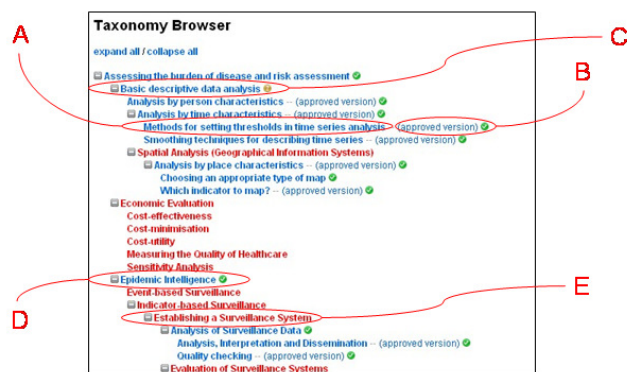 Taxonomy Browser
A
expand all / collapse all
C
Assessing the burden of disease and risk assessment
B
Basic descriptive data analysis
Analysis by person characteristics -- (approved version)
Analysis by time characteristics -- (approved version)
Methods for setting thresholds in time series analysis (approved version)
Smoothing techniques for describing time series -- (approved version)
Spatial Analysis (Geographical Information Systems)
Analysis by place characteristics -- (approved version)
Choosing an appropriate type of map
Which indicator to map? -- (approved version)
Economic Evaluation
Cost-effectiveness
Cost-minimisation
Cost-utility
Measuring the Quality of Healthcare
Sensitivity Analysis
Epidemic Intelligence
E
Event-based Surveillance
Indicator-based Surveillance
D
Establishing a Surveillance System
Analysis of Surveillance Data
Analysis, Interpretation and Dissemination -- (approved version)
Quality checking -- (approved version)
Evaluation of Surveillance Systems